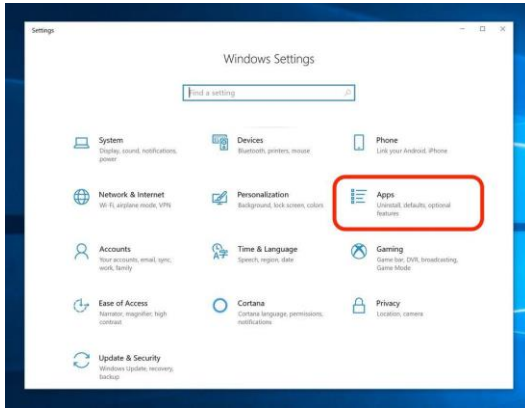 Settings
Windows Settings
Find a setting
System
Display, sound, notifications,
power
Devices
Bluetooth, printers, mouse
Phone
Link your Android, iPhone
Network & Internet
Wi-Fi, airplane mode, VPN
Personalization
Background, lock screen, colors
Apps
Uninstall, defaults, optional
features
Accounts
Your accounts, email, sync,
work, family
Time & Language
Speech, region, date
Gaming
Game bar, DVR, broadcasting,
Game Mode
Ease of Access
Narrator, magnifier, high
contrast
Cortana
Cortana language, permissions,
notifications
Privacy
Location, camera
Update & Security
Windows Update, recovery,
backup